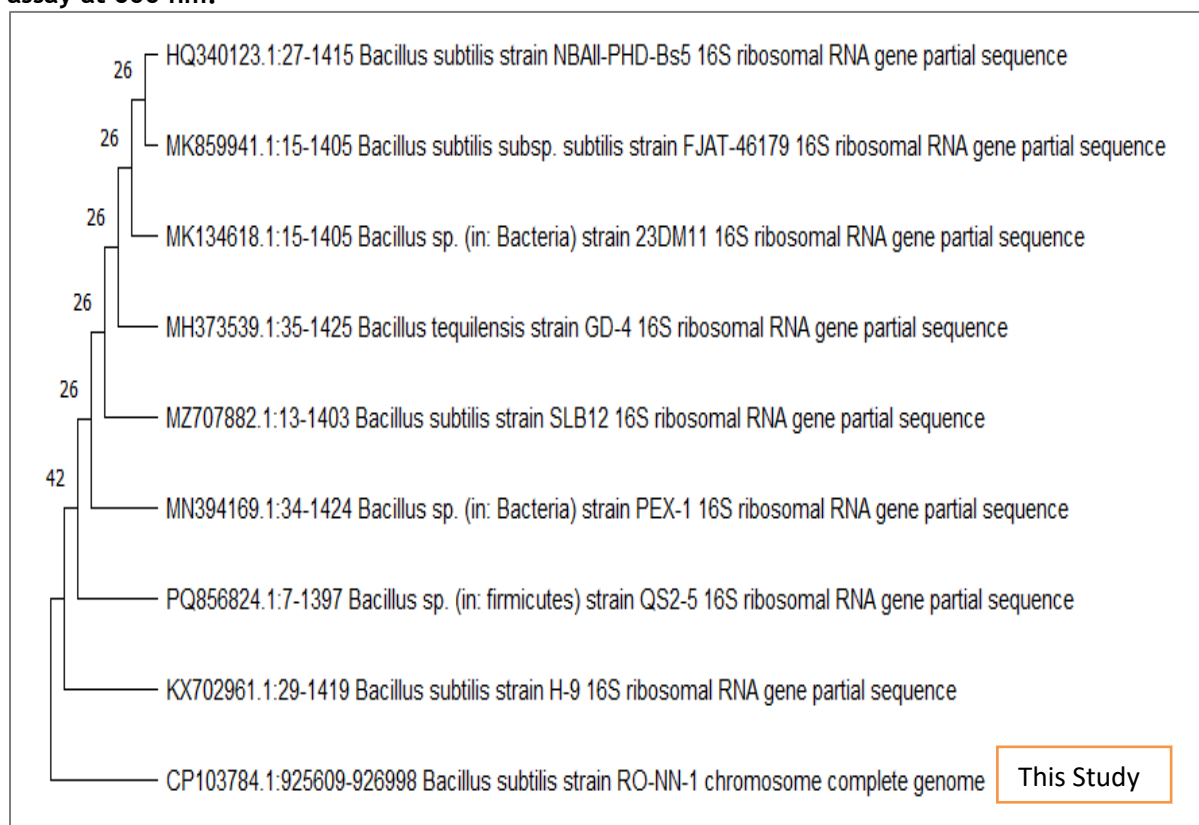 assay at 600 nm.
26
HQ340123.1:27-1415 Bacillus subtilis strain NBAII-PHD-Bs5 16S ribosomal RNA gene partial sequence
26
MK859941.1:15-1405 Bacillus subtilis subsp. subtilis strain FJAT-46179 16S ribosomal RNA gene partial sequence
26
MK134618.1:15-1405 Bacillus sp. (in: Bacteria) strain 23DM11 16S ribosomal RNA gene partial sequence
26
MH373539.1:35-1425 Bacillus tequilensis strain GD-4 16S ribosomal RNA gene partial sequence
26
MZ707882.1:13-1403 Bacillus subtilis strain SLB12 16S ribosomal RNA gene partial sequence
42
MN394169.1:34-1424 Bacillus sp. (in: Bacteria) strain PEX-1 16S ribosomal RNA gene partial sequence
PQ856824.1:7-1397 Bacillus sp. (in: firmicutes) strain QS2-5 16S ribosomal RNA gene partial sequence
KX702961.1:29-1419 Bacillus subtilis strain H-9 16S ribosomal RNA gene partial sequence
CP103784.1:925609-926998 Bacillus subtilis strain RO-NN-1 chromosome complete genome
This Study